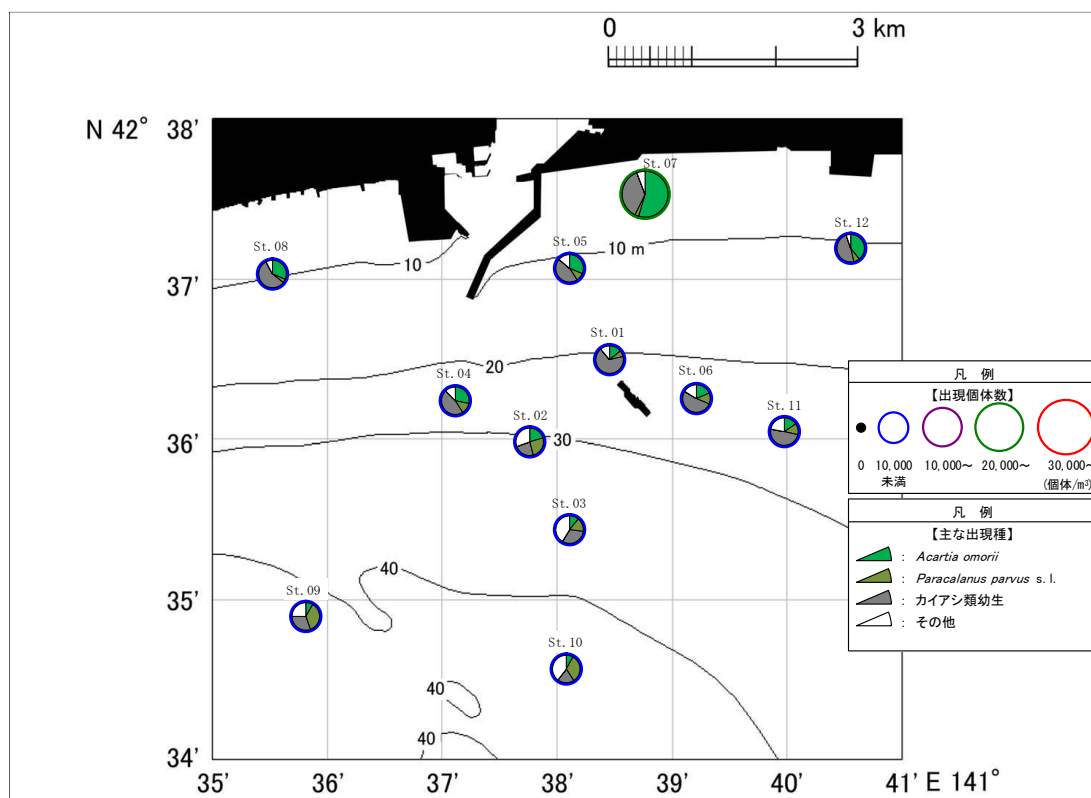 0 3 km
N 42° 38'
St.07
St.12
St.08
St.05
10 m
10
37'
St.01
20
St.04
St.06
St.11
St.02
36'
30
St.03
40
St.09
35'
St.10
40
40
34'
35' 36' 37' 38' 39' 40' 41' E 141°
凡 例
【出現個体数】
0 10,000未満 10,000～ 20,000～ 30,000～
(個体/m³)
凡 例
【主な出現種】
: Acartia omorii
: Paracalanus parvus s. l.
: カイアシ類幼生
: その他